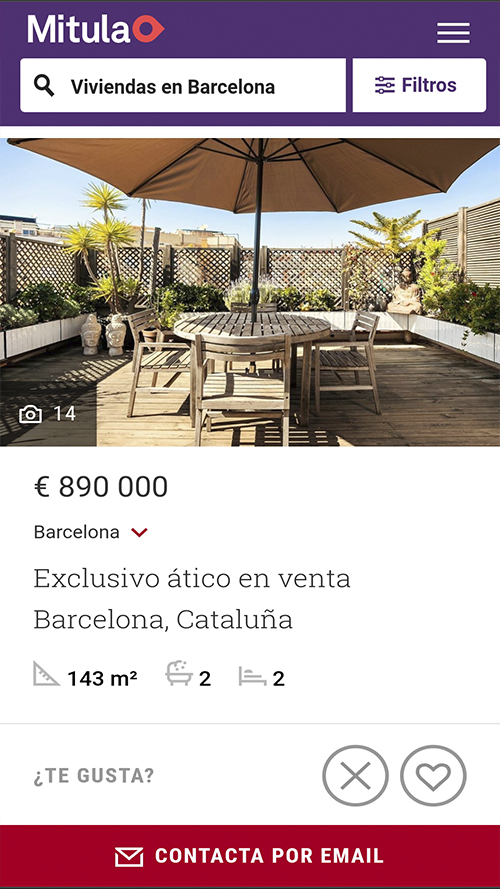 Mitula
Viviendas en Barcelona
Filtros
14
€ 890 000
Barcelona
Exclusivo ático en venta
Barcelona, Cataluña
143 m² 2 2
¿TE GUSTA?
CONTACTA POR EMAIL